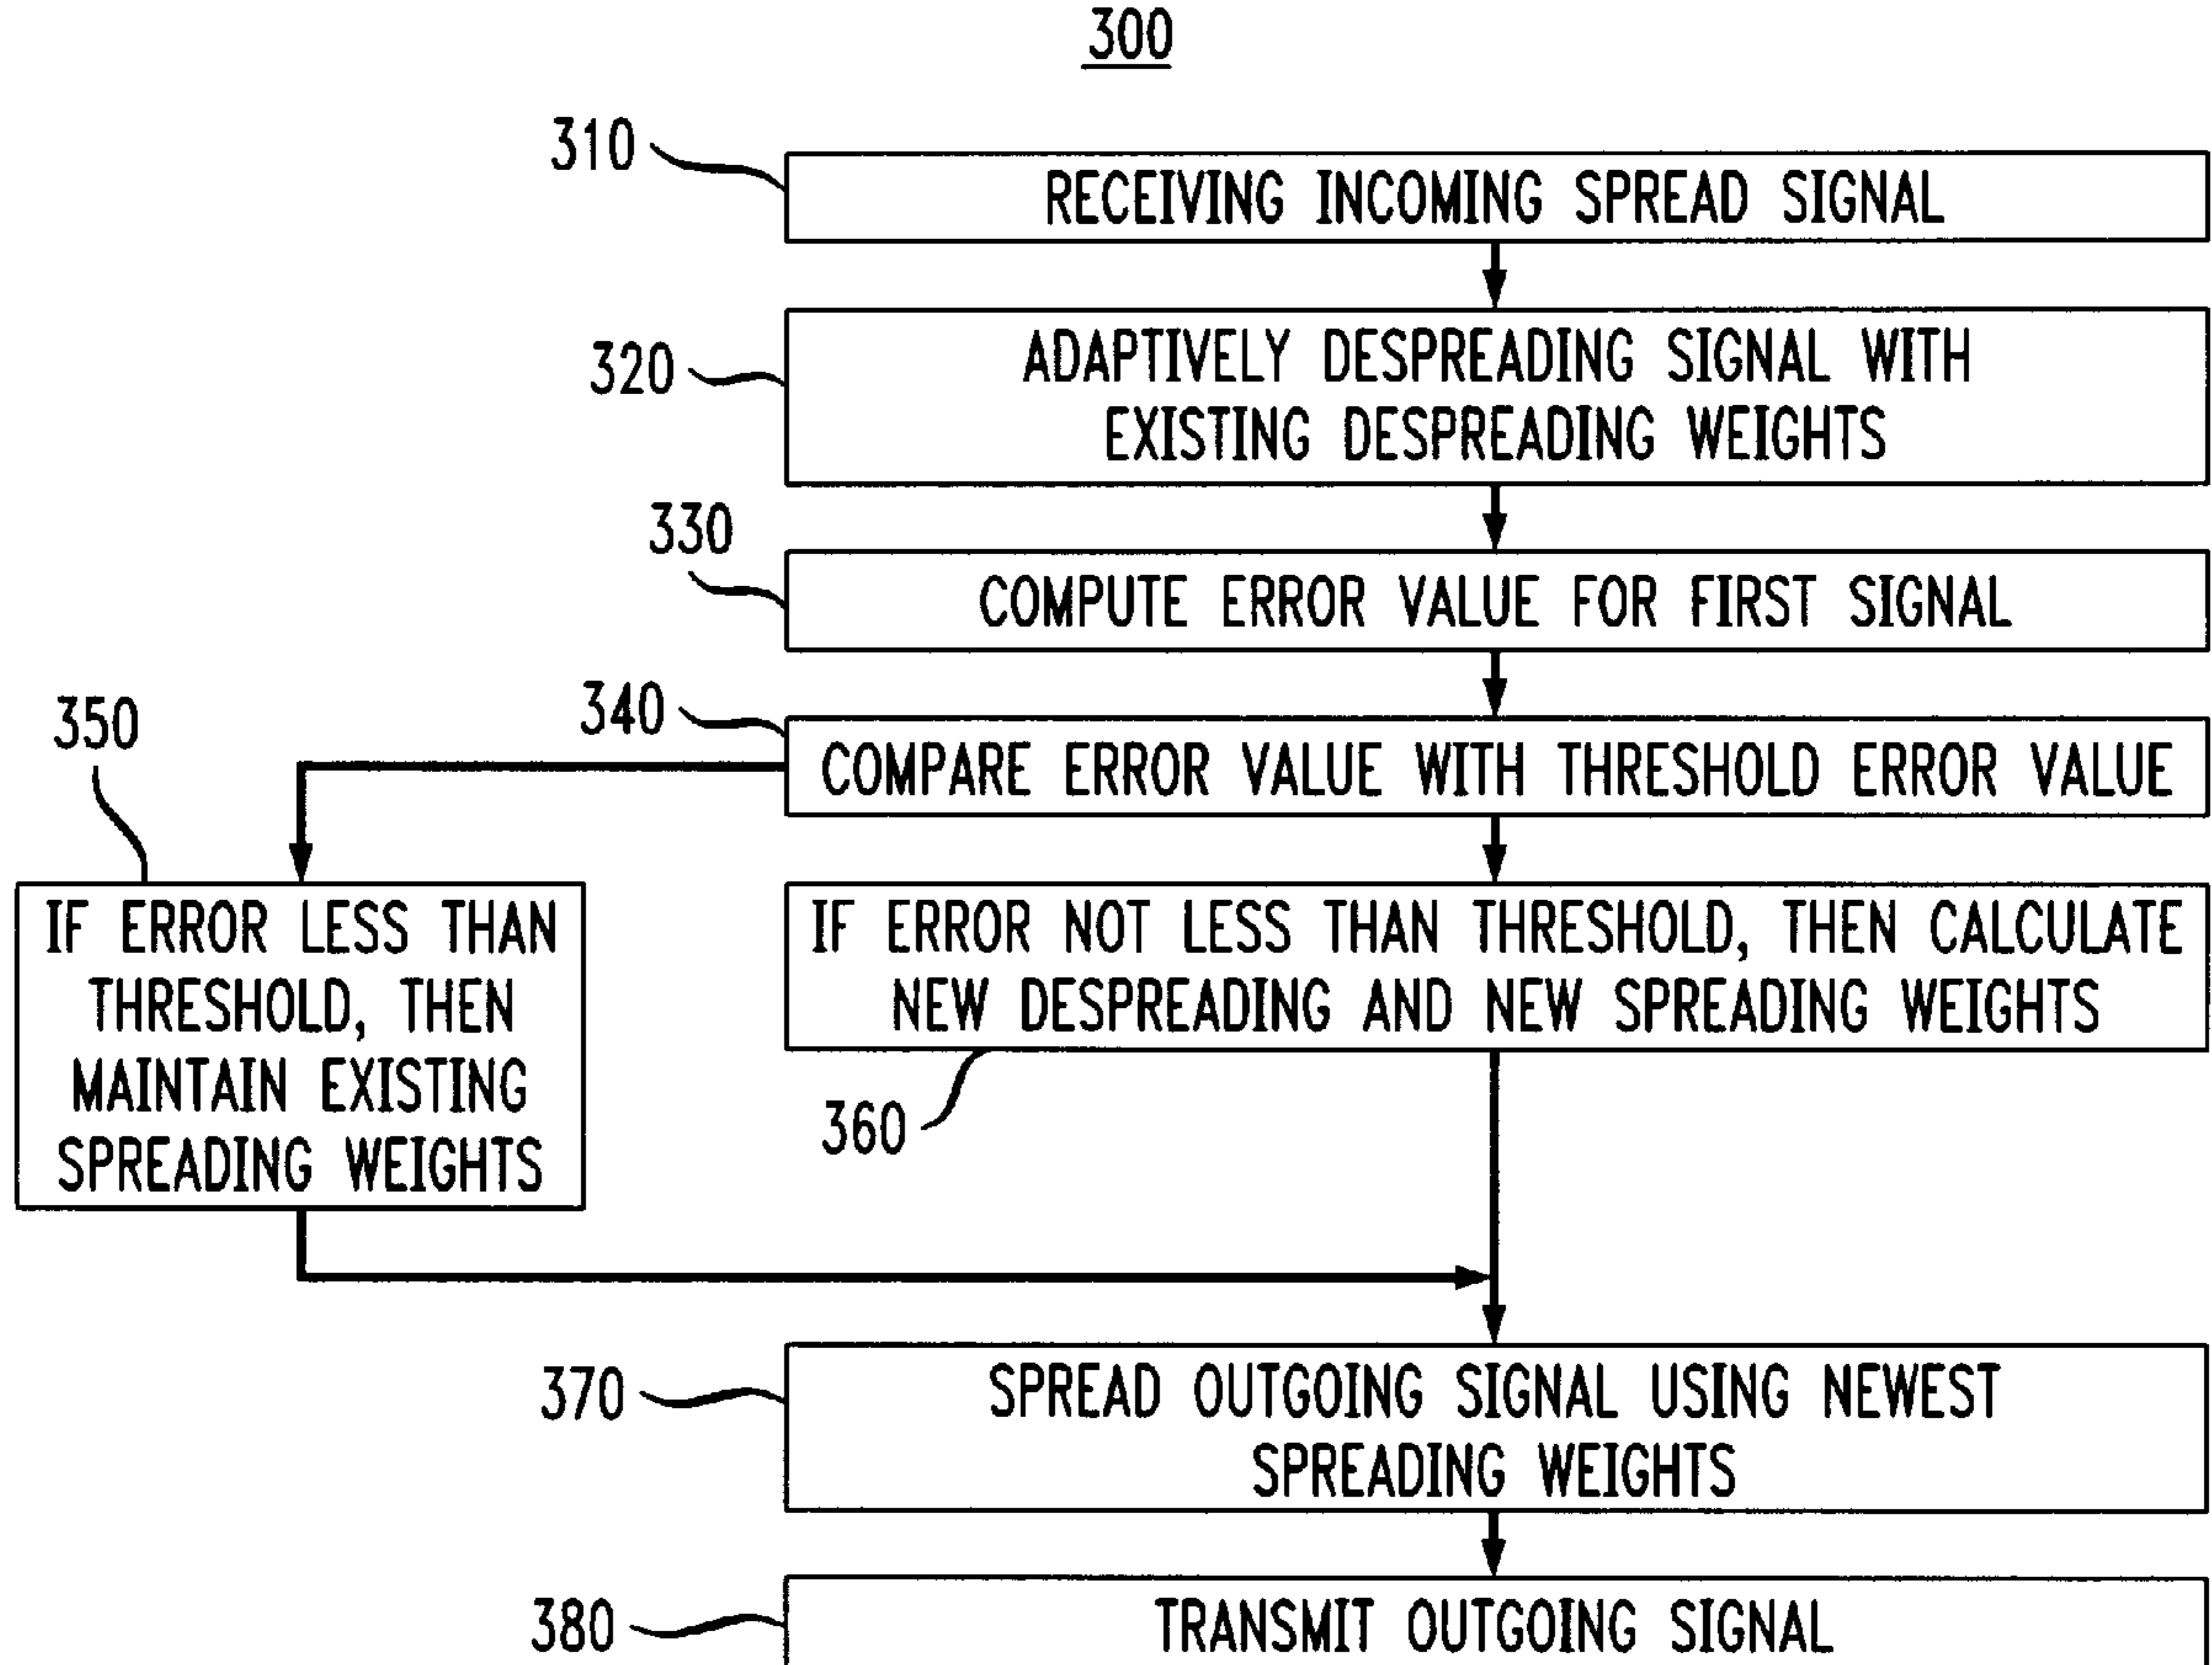 300
310
RECEIVING INCOMING SPREAD SIGNAL
320
ADAPTIVELY DESPREADING SIGNAL WITH
EXISTING DESPREADING WEIGHTS
330
COMPUTE ERROR VALUE FOR FIRST SIGNAL
340
COMPARE ERROR VALUE WITH THRESHOLD ERROR VALUE
350
IF ERROR LESS THAN
THRESHOLD, THEN
MAINTAIN EXISTING
SPREADING WEIGHTS
IF ERROR NOT LESS THAN THRESHOLD, THEN CALCULATE
NEW DESPREADING AND NEW SPREADING WEIGHTS
360
370
SPREAD OUTGOING SIGNAL USING NEWEST
SPREADING WEIGHTS
380
TRANSMIT OUTGOING SIGNAL